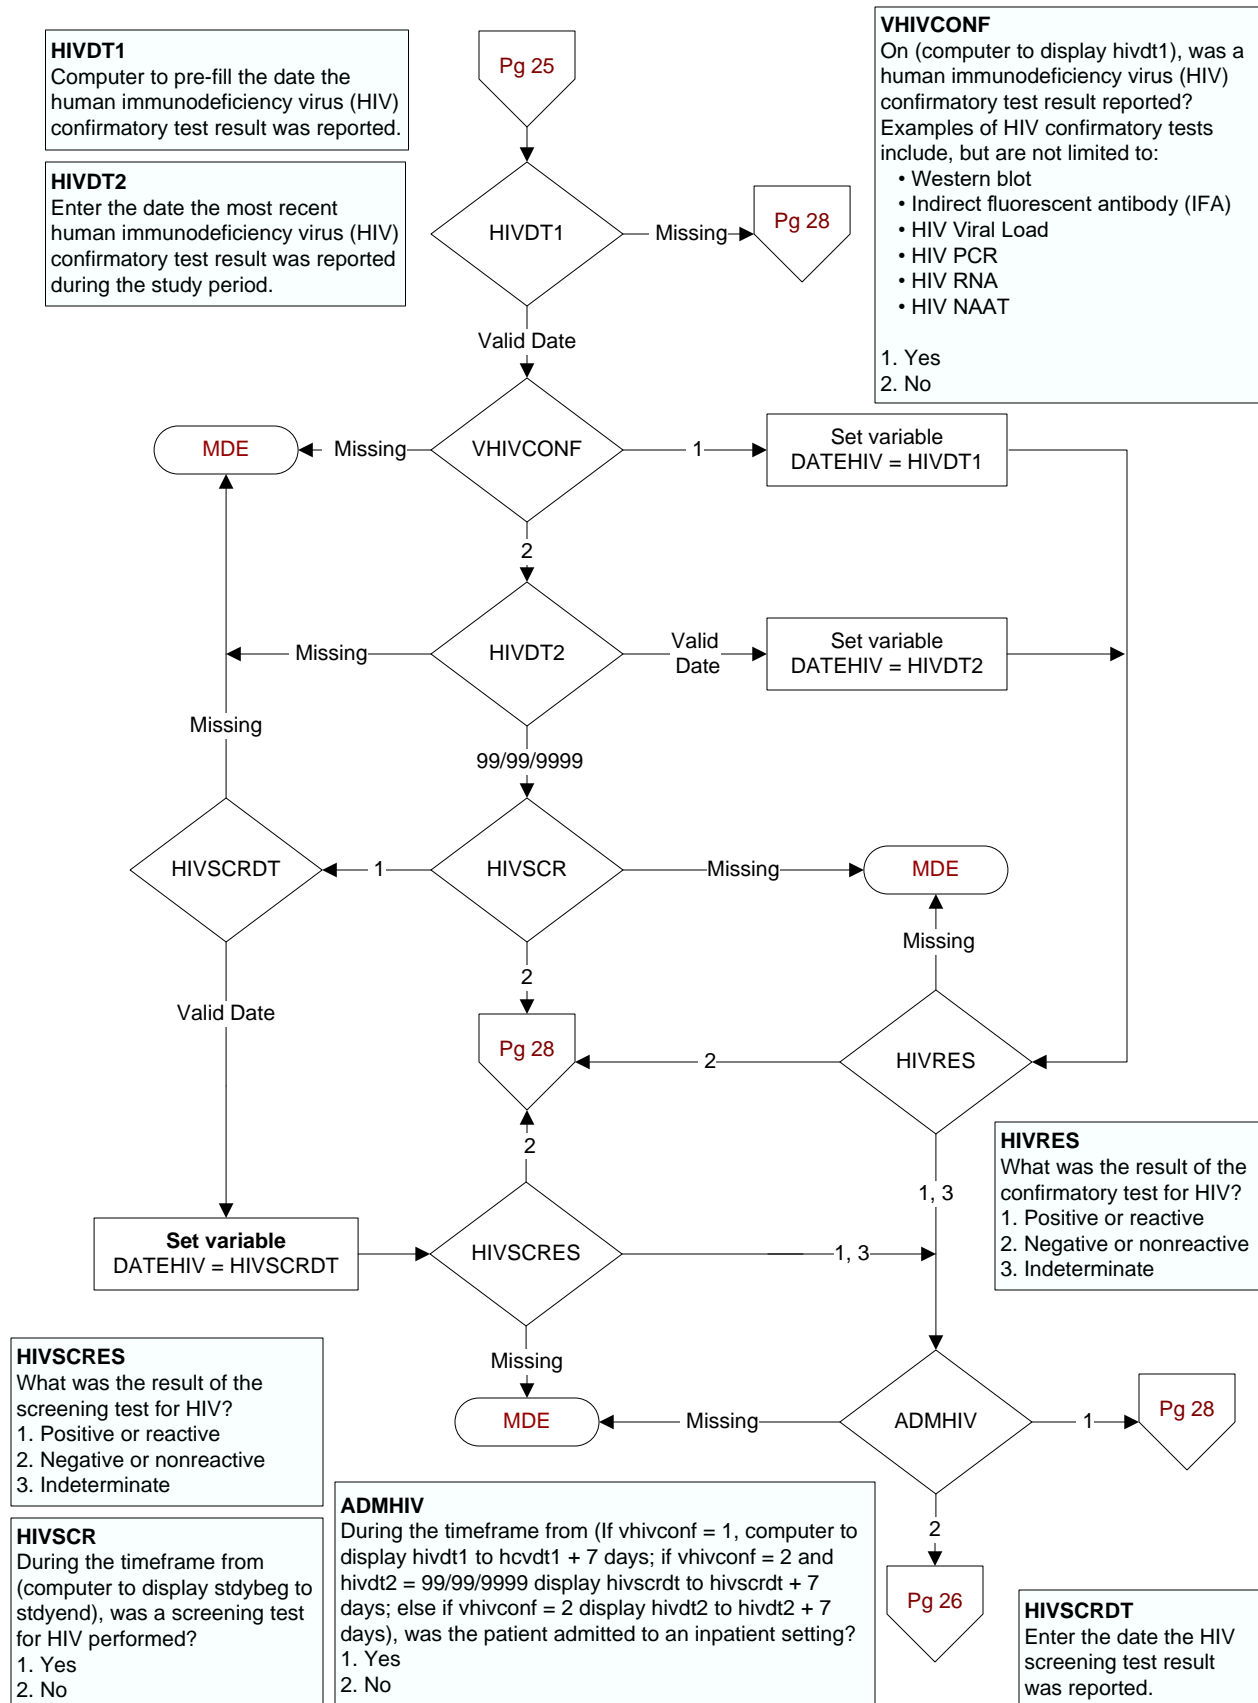 HIVDT1
Computer to pre-fill the date the
human immunodeficiency virus (HIV)
confirmatory test result was reported.
HIVDT2
Enter the date the most recent
human immunodeficiency virus (HIV)
confirmatory test result was reported
during the study period.
Pg 25
VHIVCONF
On (computer to display hivdt1), was a
human immunodeficiency virus (HIV)
confirmatory test result reported?
Examples of HIV confirmatory tests
include, but are not limited to:
• Western blot
• Indirect fluorescent antibody (IFA)
• HIV Viral Load
• HIV PCR
• HIV RNA
• HIV NAAT
1. Yes
2. No
HIVDT1
Missing
Pg 28
Valid Date
MDE
Missing
VHIVCONF
1
Set variable
DATEHIV = HIVDT1
2
Missing
HIVDT2
Valid
Date
Set variable
DATEHIV = HIVDT2
Missing
99/99/9999
HIVSCRDT
1
HIVSCR
Missing
MDE
Missing
2
Valid Date
Pg 28
2
HIVRES
2
HIVRES
What was the result of the
confirmatory test for HIV?
1. Positive or reactive
2. Negative or nonreactive
3. Indeterminate
1, 3
Set variable
DATEHIV = HIVSCRDT
HIVSCRES
1, 3
Missing
HIVSCRES
What was the result of the
screening test for HIV?
1. Positive or reactive
2. Negative or nonreactive
3. Indeterminate
MDE
Missing
ADMHIV
1
Pg 28
2
Pg 26
HIVSCR
During the timeframe from
(computer to display stdybeg to
stdyend), was a screening test
for HIV performed?
1. Yes
2. No
ADMHIV
During the timeframe from (If vhivconf = 1, computer to
display hivdt1 to hcvdt1 + 7 days; if vhivconf = 2 and
hivdt2 = 99/99/9999 display hivscrdt to hivscrdt + 7
days; else if vhivconf = 2 display hivdt2 to hivdt2 + 7
days), was the patient admitted to an inpatient setting?
1. Yes
2. No
HIVSCRDT
Enter the date the HIV
screening test result
was reported.